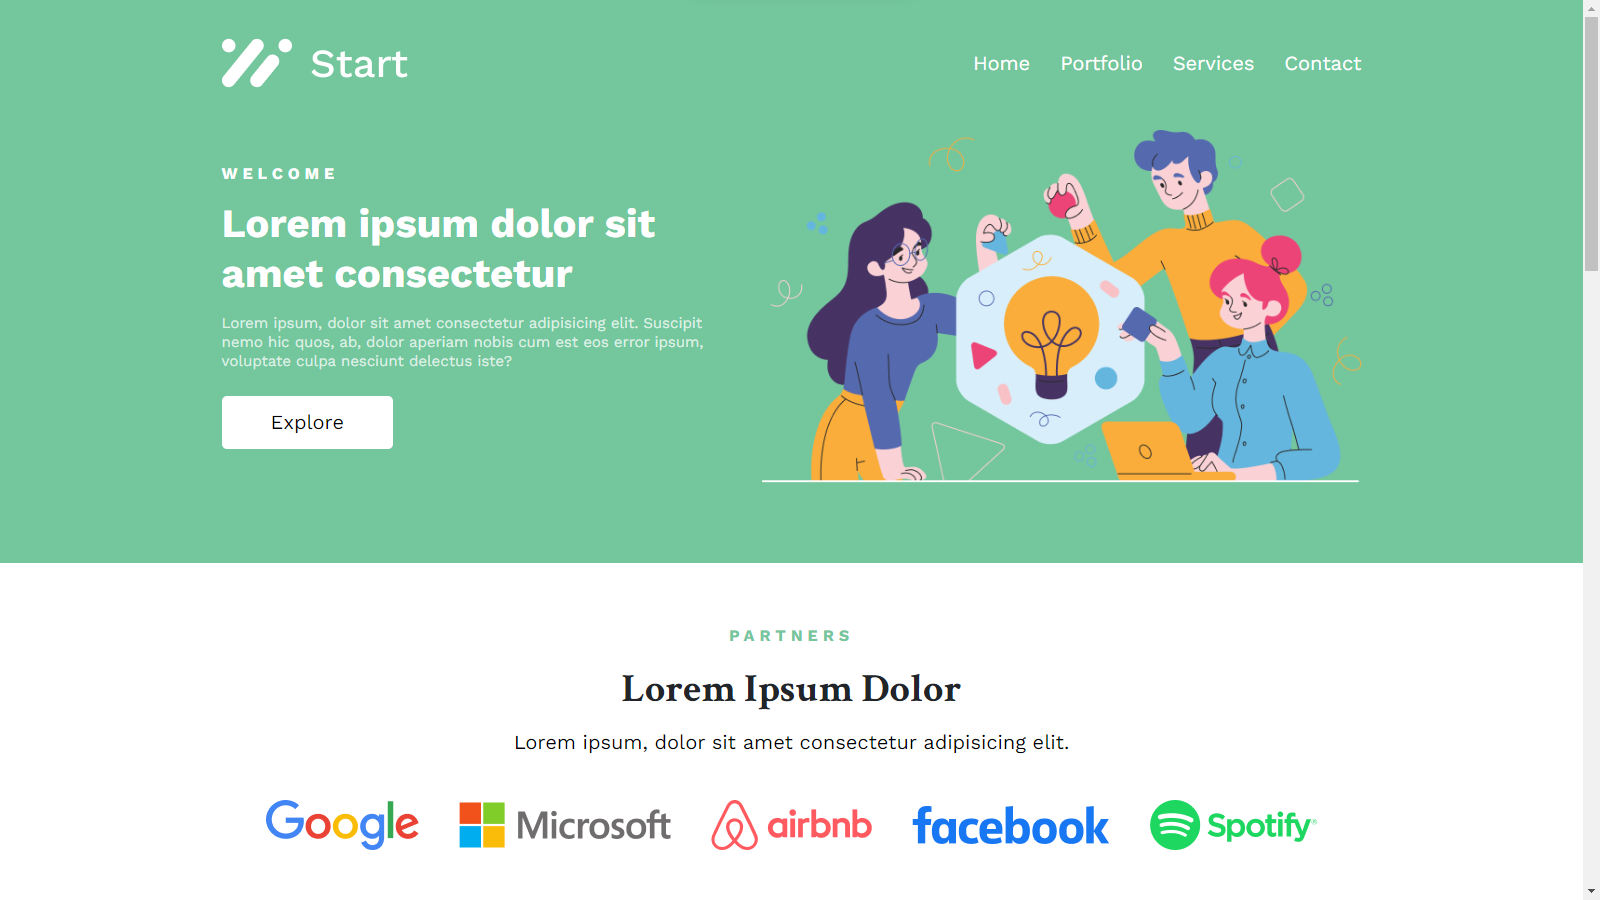 Start
Home Portfolio Services Contact
WELCOME
Lorem ipsum dolor sit
amet consectetur
Lorem ipsum, dolor sit amet consectetur adipisicing elit. Suscipit
nemo hic quos, ab, dolor aperiam nobis cum est eos error ipsum,
voluptate culpa nesciunt delectus iste?
Explore
PARTNERS
Lorem Ipsum Dolor
Lorem ipsum, dolor sit amet consectetur adipisicing elit.
Google Microsoft airbnb facebook Spotify